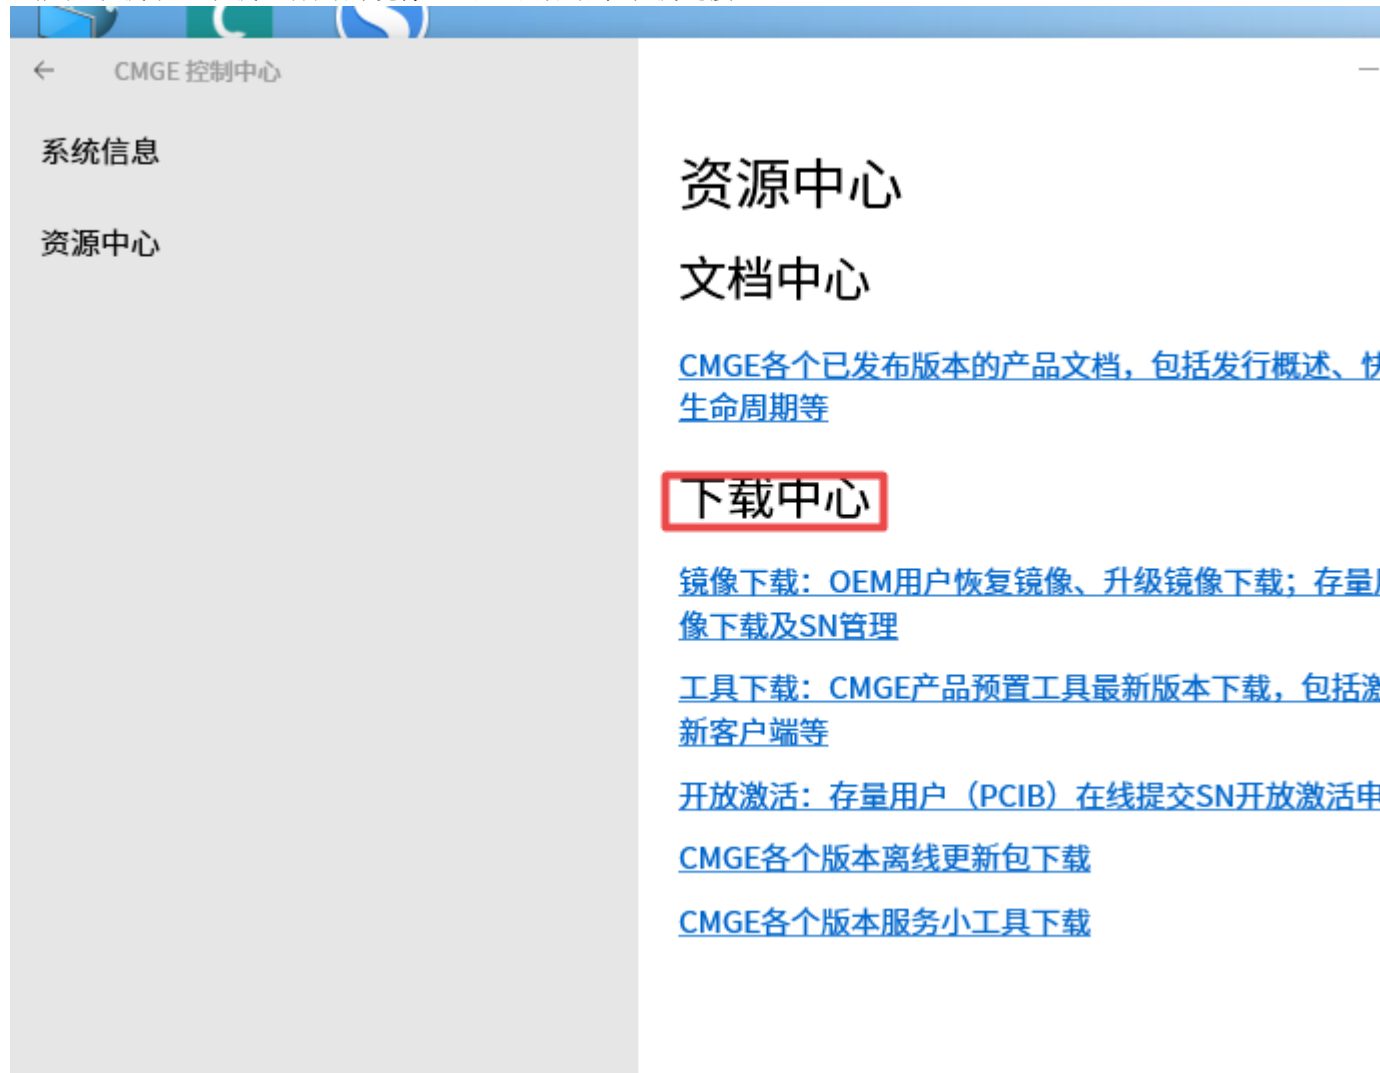 CMGE 控制中心
系统信息
资源中心
资源中心
文档中心
CMGE各个已发布版本的产品文档，包括发行概述、
生命周期等
下载中心
镜像下载：OEM用户恢复镜像、升级镜像下载；存量
像下载及SN管理
工具下载：CMGE产品预置工具最新版本下载，包括激
新客户端等
开放激活：存量用户（PCIB）在线提交SN开放激活申
CMGE各个版本离线更新包下载
CMGE各个版本服务小工具下载